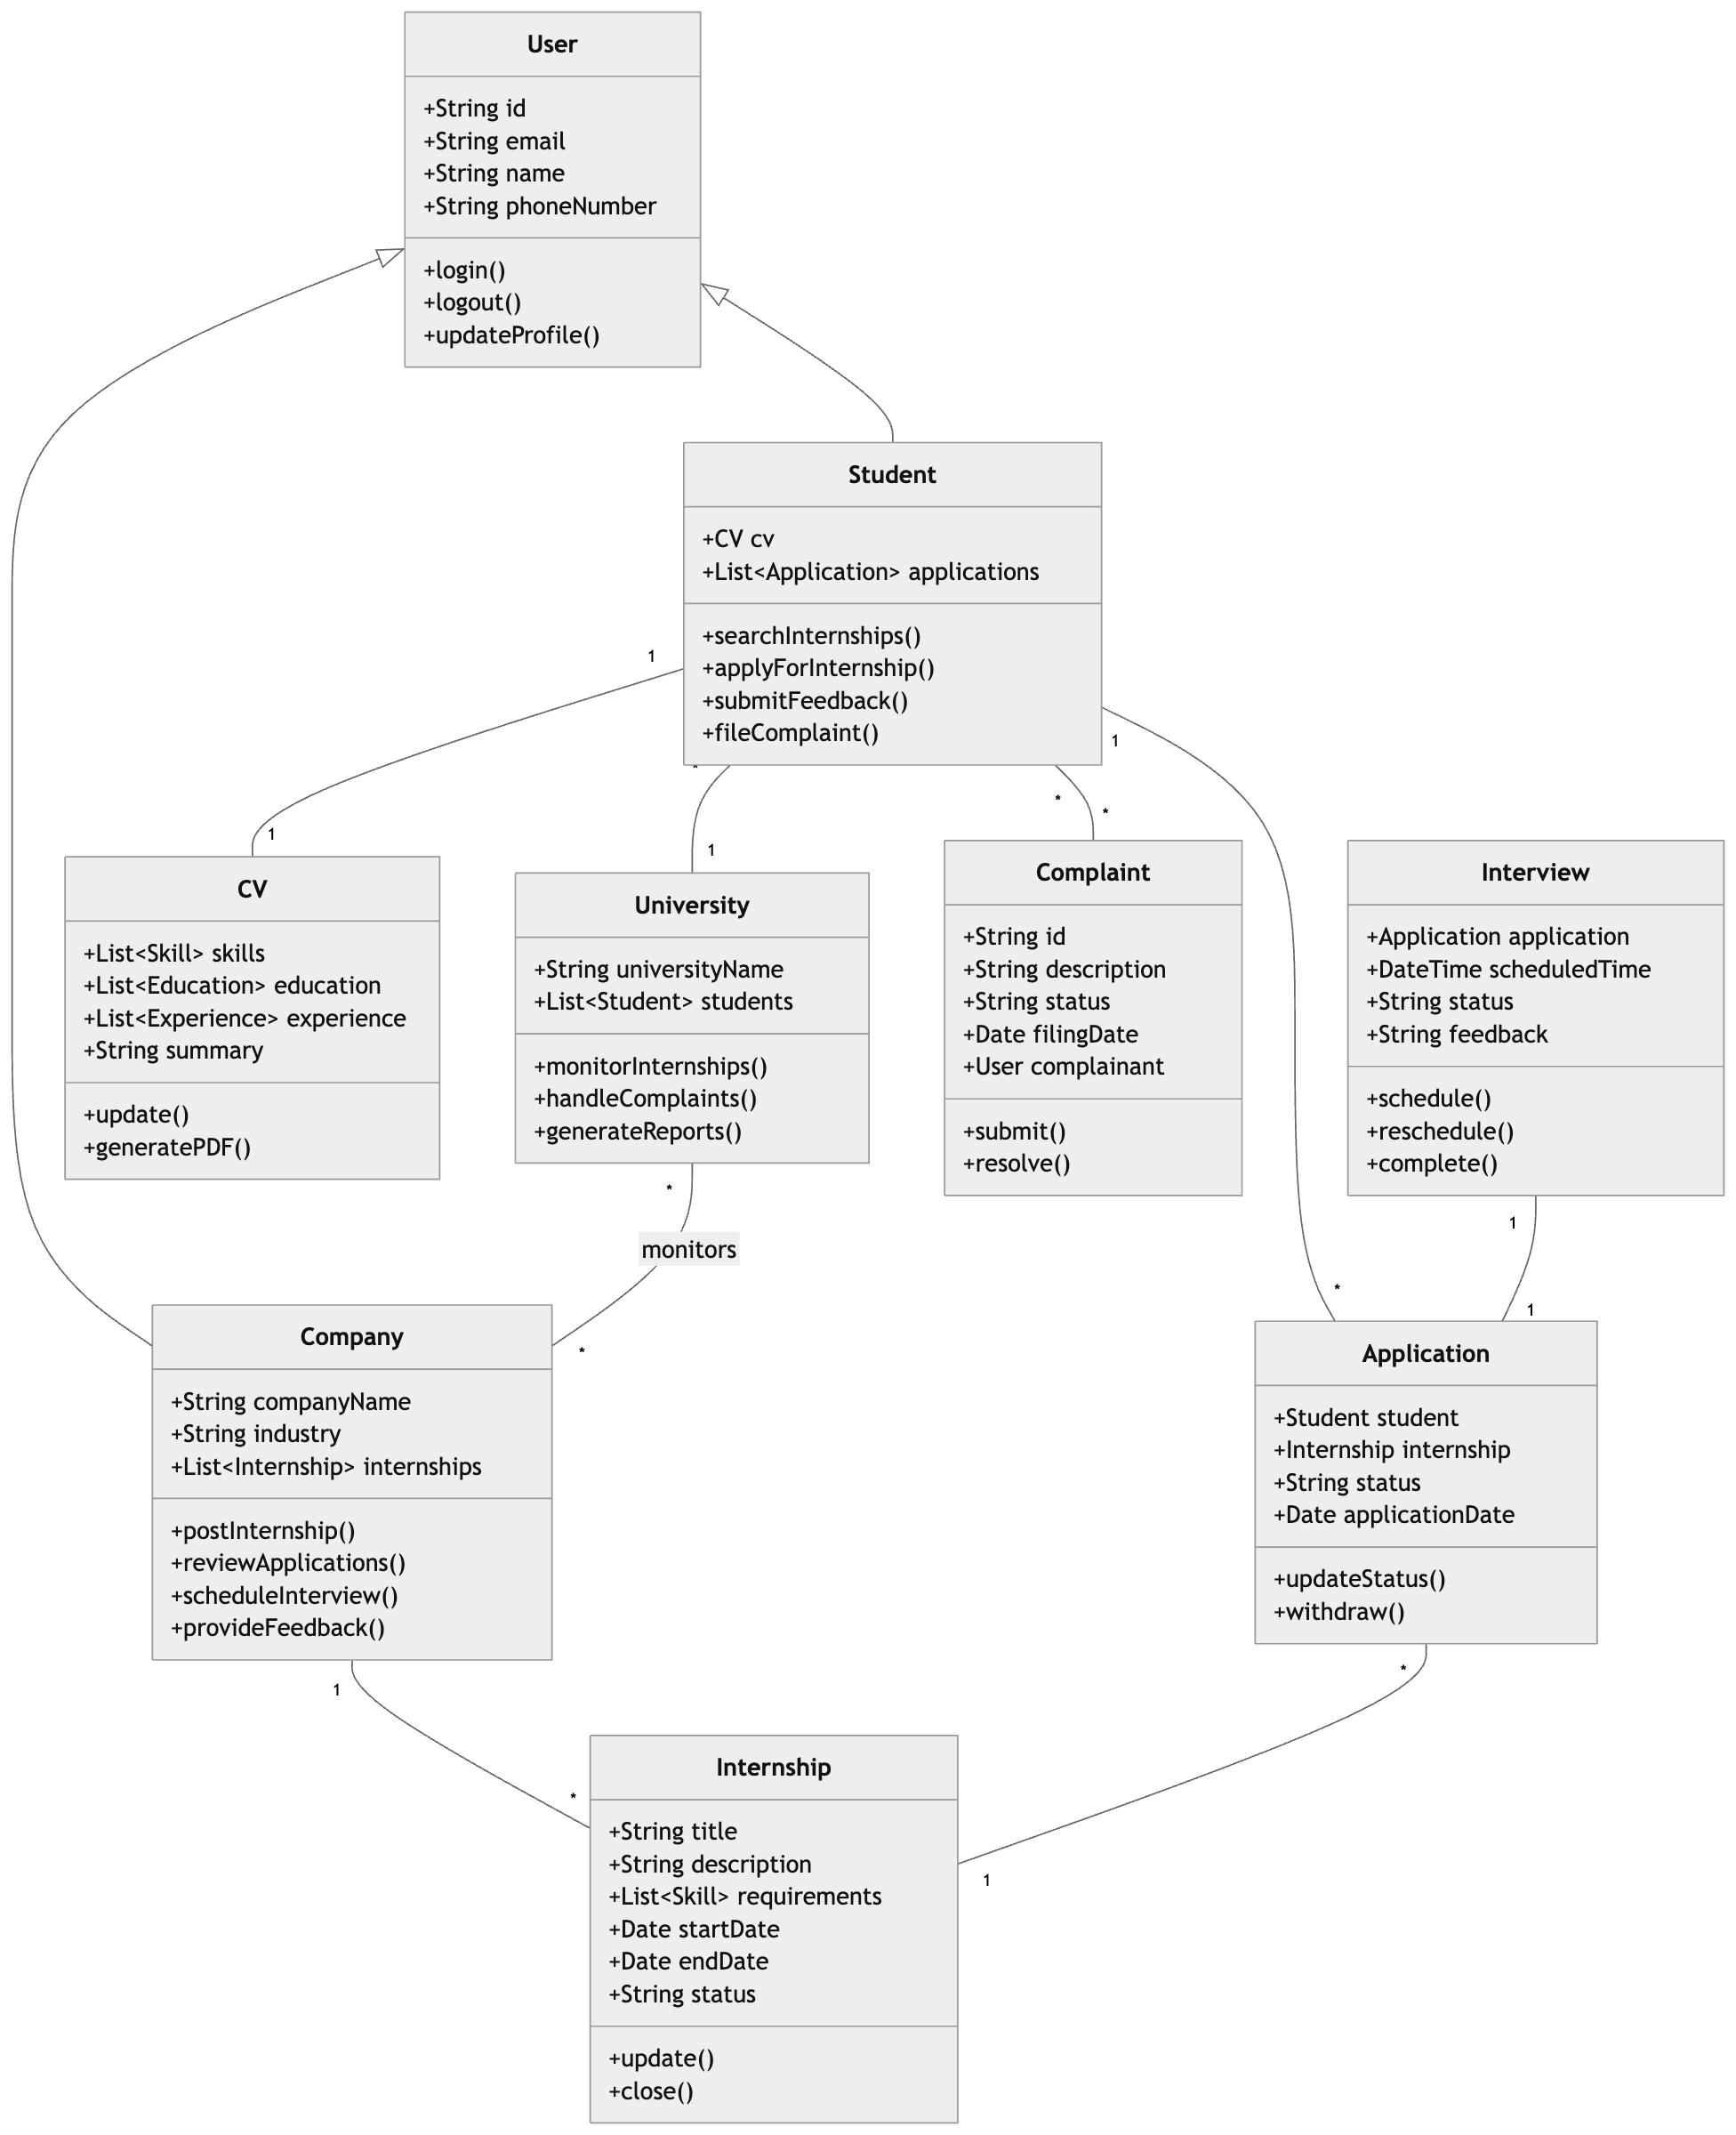 User
+String id
+String email
+String name
+String phoneNumber
+login()
+logout()
+updateProfile()
Student
+CV cv
+List<Application> applications
+searchInternships()
+applyForInternship()
+submitFeedback()
+fileComplaint()
1
1
*
1
*
*
1
*
CV
+List<Skill> skills
+List<Education> education
+List<Experience> experience
+String summary
+update()
+generatePDF()
University
+String universityName
+List<Student> students
+monitorInternships()
+handleComplaints()
+generateReports()
Complaint
+String id
+String description
+String status
+Date filingDate
+User complainant
+submit()
+resolve()
Interview
+Application application
+DateTime scheduledTime
+String status
+String feedback
+schedule()
+reschedule()
+complete()
*
monitors
*
1
1
Company
+String companyName
+String industry
+List<Internship> internships
+postInternship()
+reviewApplications()
+scheduleInterview()
+provideFeedback()
Application
+Student student
+Internship internship
+String status
+Date applicationDate
+updateStatus()
+withdraw()
1
*
*
1
Internship
+String title
+String description
+List<Skill> requirements
+Date startDate
+Date endDate
+String status
+update()
+close()